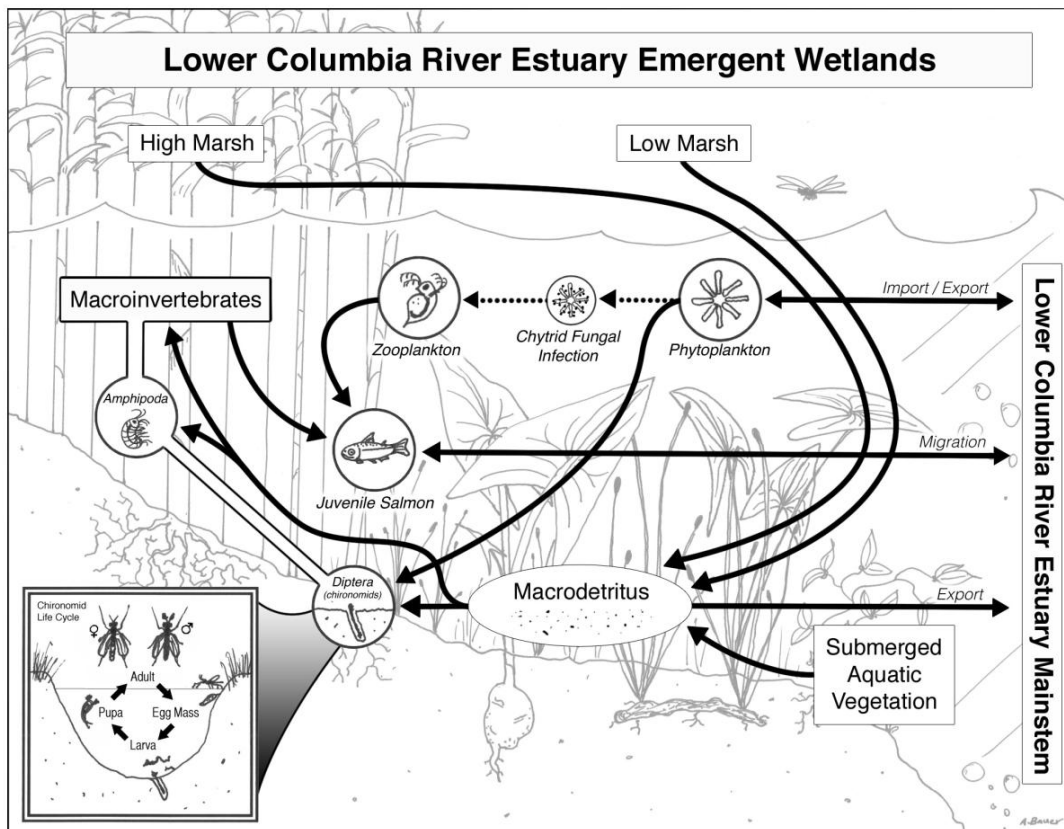 Lower Columbia River Estuary Emergent Wetlands
High Marsh
Low Marsh
Macroinvertebrates
Zooplankton
Chytrid Fungal
Infection
Phytoplankton
Import / Export
Amphipoda
Juvenile Salmon
Migration
Diptera
(chironomids)
Macrodetritus
Export
Submerged
Aquatic
Vegetation
Lower Columbia River Estuary Mainstem
Chironomid
Life Cycle
♀
♂
Adult
Pupa
Egg Mass
Larva
A. Bauer